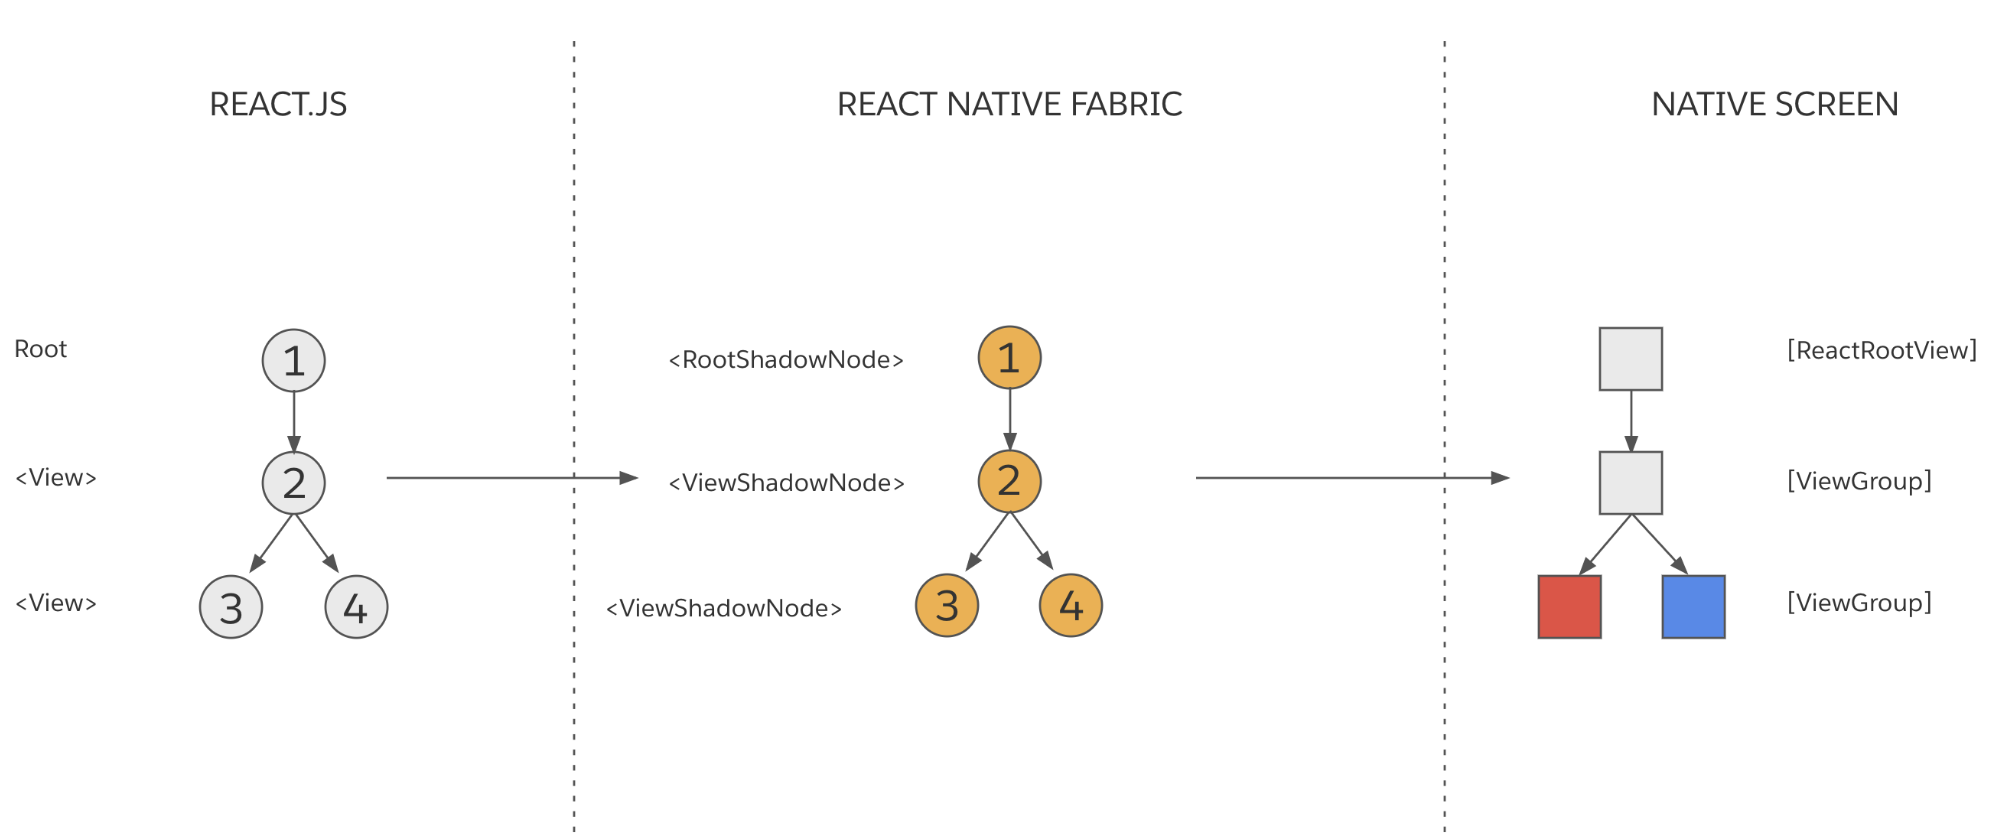 REACT.JS
REACT NATIVE FABRIC
NATIVE SCREEN
Root
1
<RootShadowNode>
1
[ReactRootView]
<View>
2
<ViewShadowNode>
2
[ViewGroup]
<View>
3
4
<ViewShadowNode>
3
4
[ViewGroup]